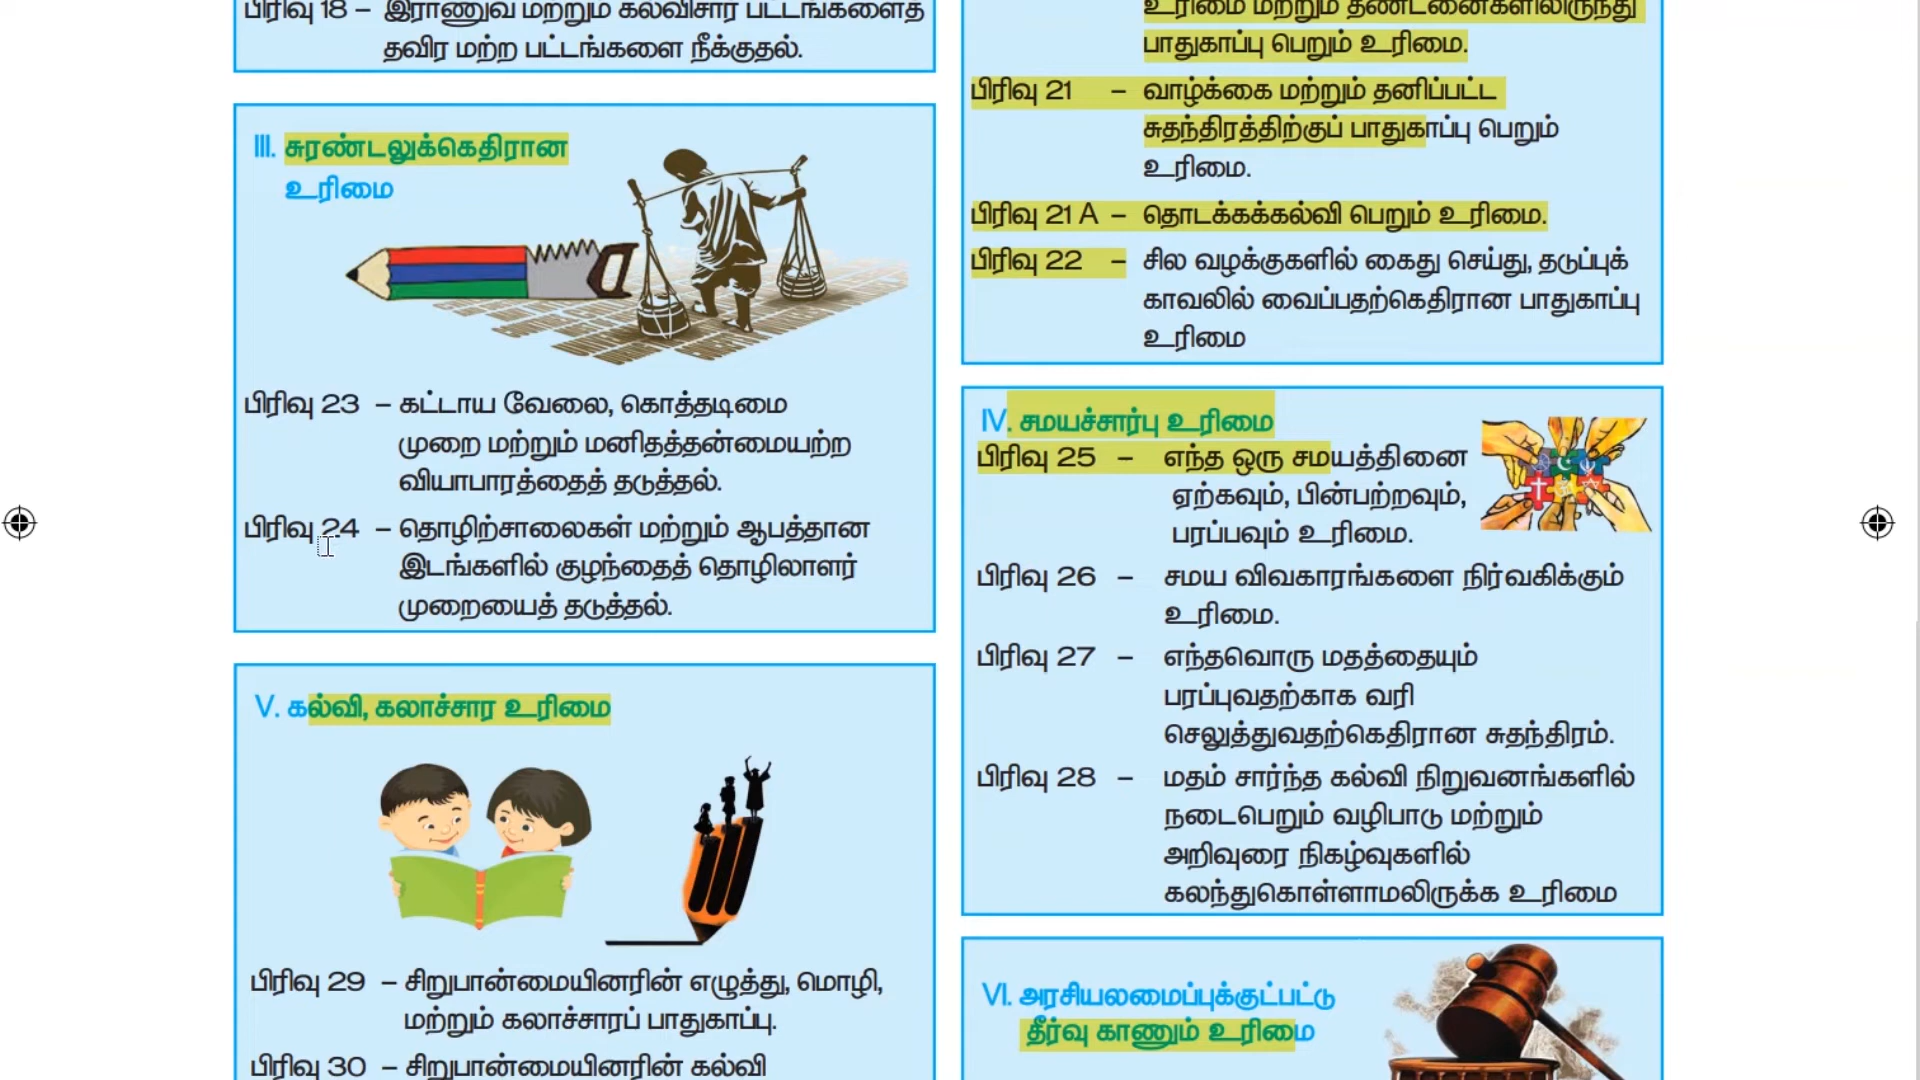 பிரிவு 18 – இராணுவ மற்றும் கல்விசார் பட்டங்களைத்
தவிர மற்ற பட்டங்களை நீக்குதல்.
III. சுரண்டலுக்கெதிரான
உரிமை
பிரிவு 23 – கட்டாய வேலை, கொத்தடிமை
முறை மற்றும் மனிதத்தன்மையற்ற
வியாபாரத்தைத் தடுத்தல்.
பிரிவு 24 – தொழிற்சாலைகள் மற்றும் ஆபத்தான
இடங்களில் குழந்தைத் தொழிலாளர்
முறையைத் தடுத்தல்.
V. கல்வி, கலாச்சார உரிமை
பிரிவு 29 – சிறுபான்மையினரின் எழுத்து, மொழி,
மற்றும் கலாச்சாரப் பாதுகாப்பு.
பிரிவு 30 – சிறுபான்மையினரின் கல்வி
உரிமை மற்றும் தண்டனைகளிலிருந்து
பாதுகாப்பு பெறும் உரிமை.
பிரிவு 21 – வாழ்க்கை மற்றும் தனிப்பட்ட
சுதந்திரத்திற்குப் பாதுகாப்பு பெறும்
உரிமை.
பிரிவு 21 A – தொடக்கக்கல்வி பெறும் உரிமை.
பிரிவு 22 – சில வழக்குகளில் கைது செய்து, தடுப்புக்
காவலில் வைப்பதற்கெதிரான பாதுகாப்பு
உரிமை
IV. சமயச்சார்பு உரிமை
பிரிவு 25 – எந்த ஒரு சமயத்தினை
ஏற்கவும், பின்பற்றவும்,
பரப்பவும் உரிமை.
பிரிவு 26 – சமய விவகாரங்களை நிர்வகிக்கும்
உரிமை.
பிரிவு 27 – எந்தவொரு மதத்தையும்
பரப்புவதற்காக வரி
செலுத்துவதற்கெதிரான சுதந்திரம்.
பிரிவு 28 – மதம் சார்ந்த கல்வி நிறுவனங்களில்
நடைபெறும் வழிபாடு மற்றும்
அறிவுரை நிகழ்வுகளில்
கலந்துகொள்ளாமலிருக்க உரிமை
VI. அரசியலமைப்புக்குட்பட்டு
தீர்வு காணும் உரிமை